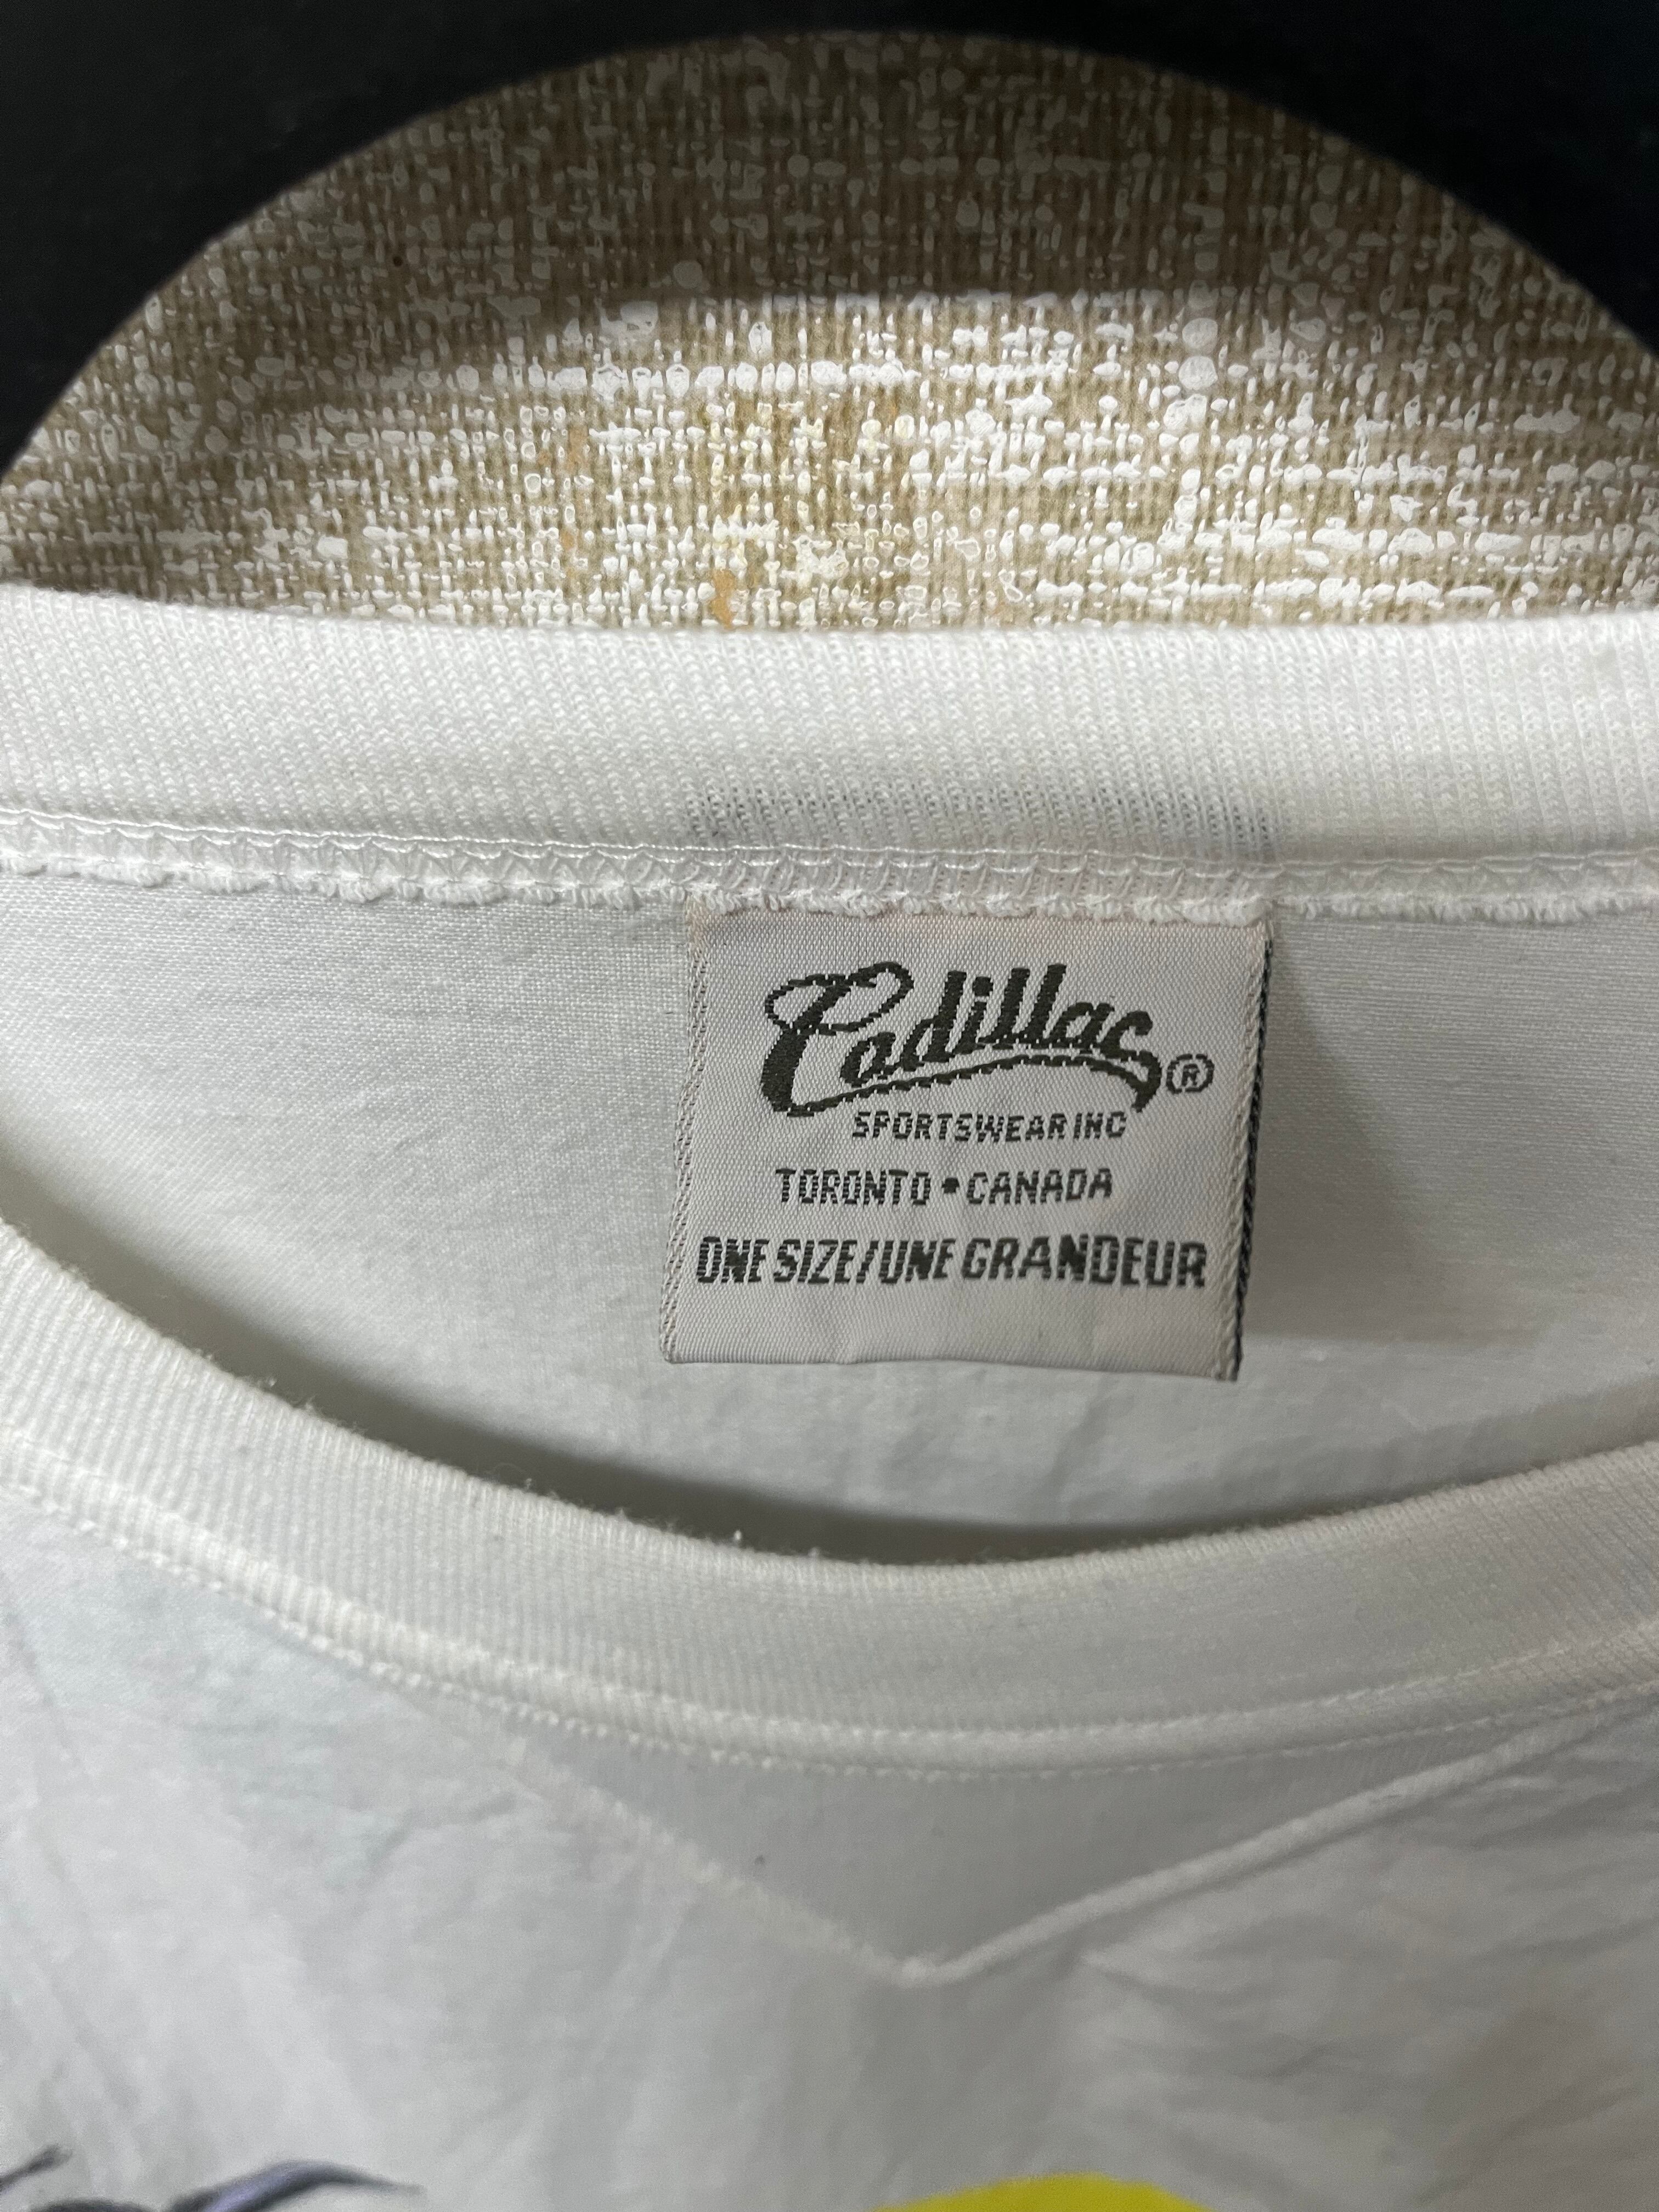 Cadillac®
SPORTSWEAR INC
TORONTO • CANADA
ONE SIZE/UNE GRANDEUR